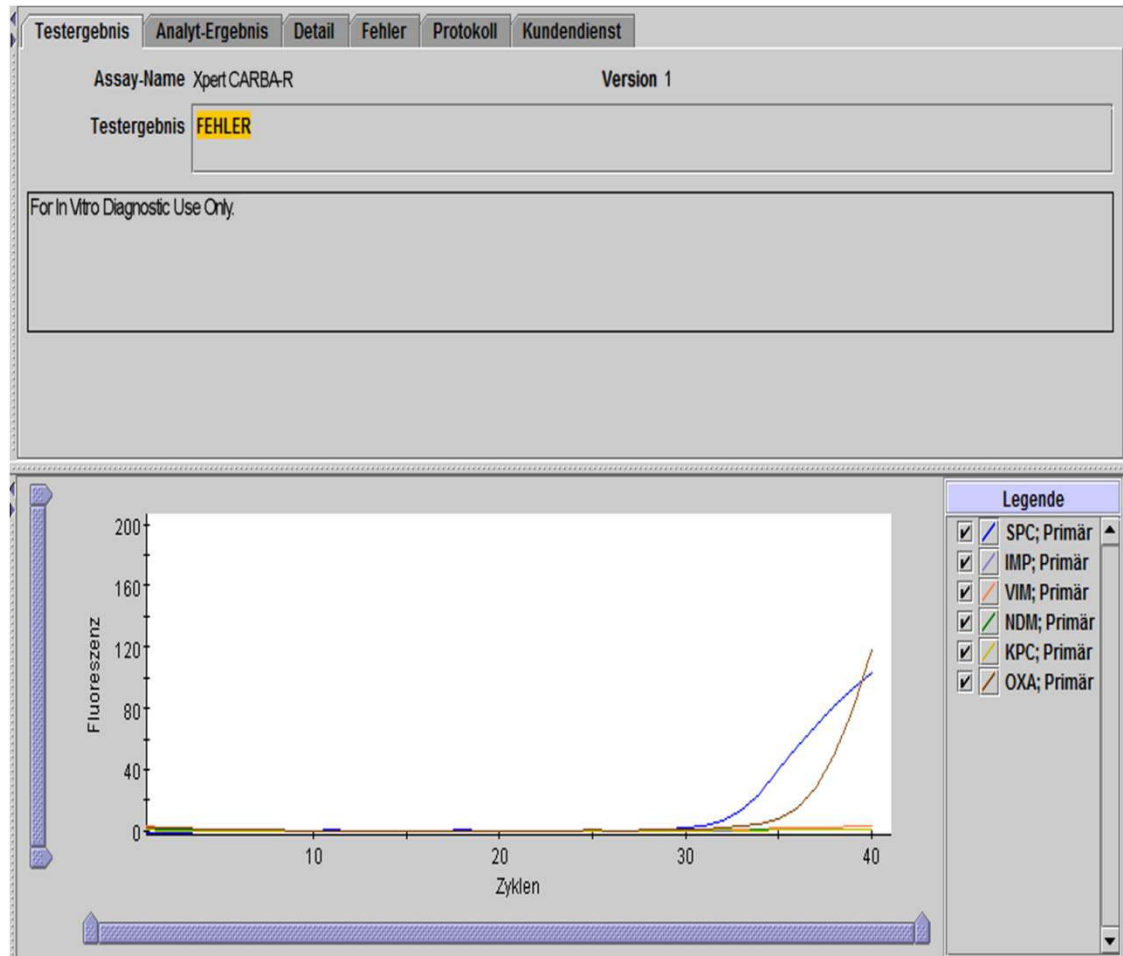 Testergebnis Analyt-Ergebnis Detail Fehler Protokoll Kundendienst
Assay-Name Xpert CARBA-R Version 1
Testergebnis FEHLER
For In Vitro Diagnostic Use Only.
Legende
SPC; Primär
IMP; Primär
VIM; Primär
NDM; Primär
KPC; Primär
OXA; Primär
Fluoreszenz
200
160
120
80
40
0
10 20 30 40
Zyklen